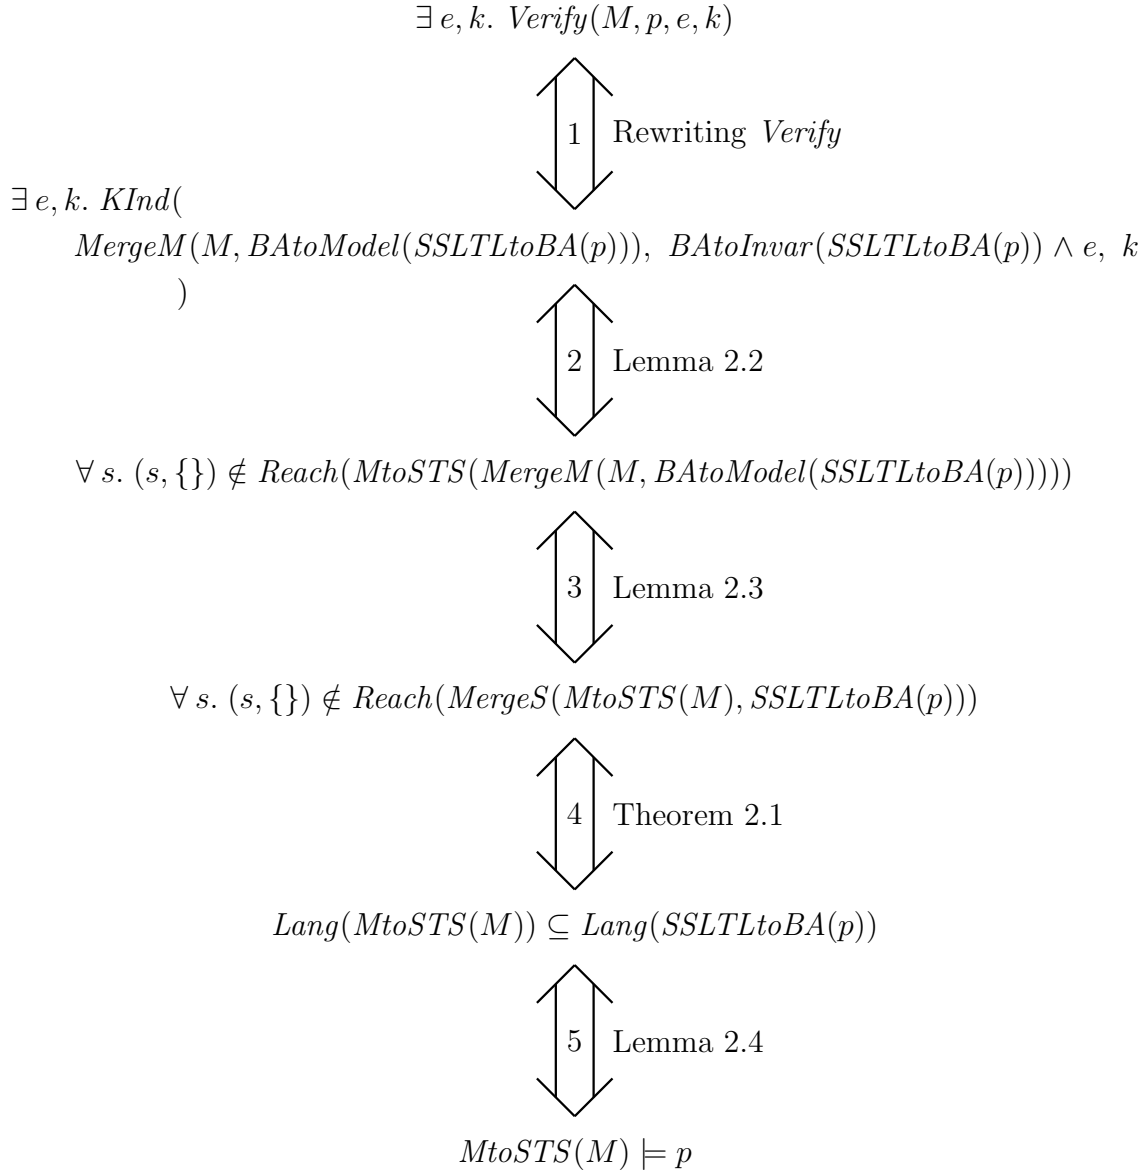 ∃ e, k. Verify(M, p, e, k)
1 Rewriting Verify
∃ e, k. KInd(
MergeM(M, BAtoModel(SSLTLtoBA(p))), BAtoInvar(SSLTLtoBA(p)) ∧ e, k
)
2 Lemma 2.2
∀ s. (s, {}) ∉ Reach(MtoSTS(MergeM(M, BAtoModel(SSLTLtoBA(p)))))
3 Lemma 2.3
∀ s. (s, {}) ∉ Reach(MergeS(MtoSTS(M), SSLTLtoBA(p)))
4 Theorem 2.1
Lang(MtoSTS(M)) ⊆ Lang(SSLTLtoBA(p))
5 Lemma 2.4
MtoSTS(M) ⊨ p